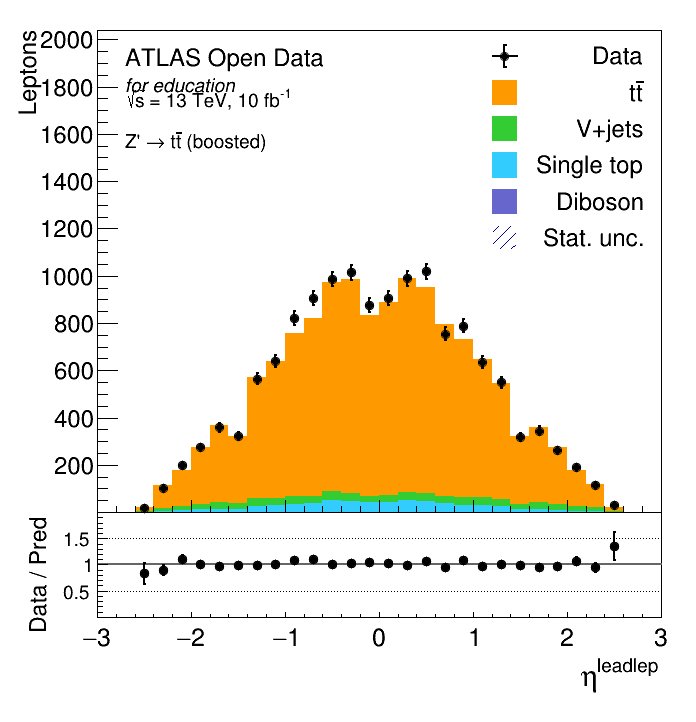 2000
1800
1600
1400
1200
1000
800
600
400
200
Leptons
ATLAS Open Data
for education
√s = 13 TeV, 10 fb⁻¹
Z' → tt̄ (boosted)
Data
tt̄
V+jets
Single top
Diboson
Stat. unc.
Data / Pred
1.5
1
0.5
−3 −2 −1 0 1 2 3
η^leadlep